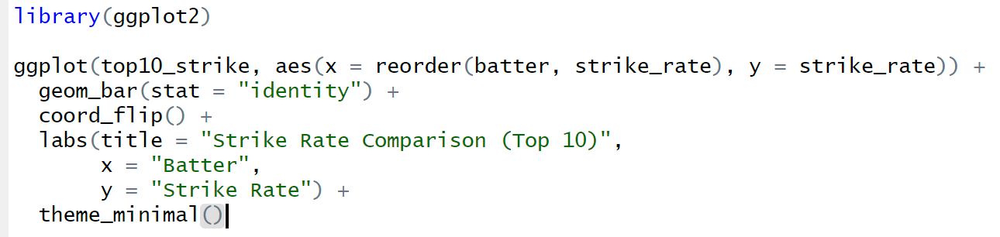 library(ggplot2)

ggplot(top10_strike, aes(x = reorder(batter, strike_rate), y = strike_rate)) +
  geom_bar(stat = "identity") +
  coord_flip() +
  labs(title = "Strike Rate Comparison (Top 10)",
       x = "Batter",
       y = "Strike Rate") +
  theme_minimal()